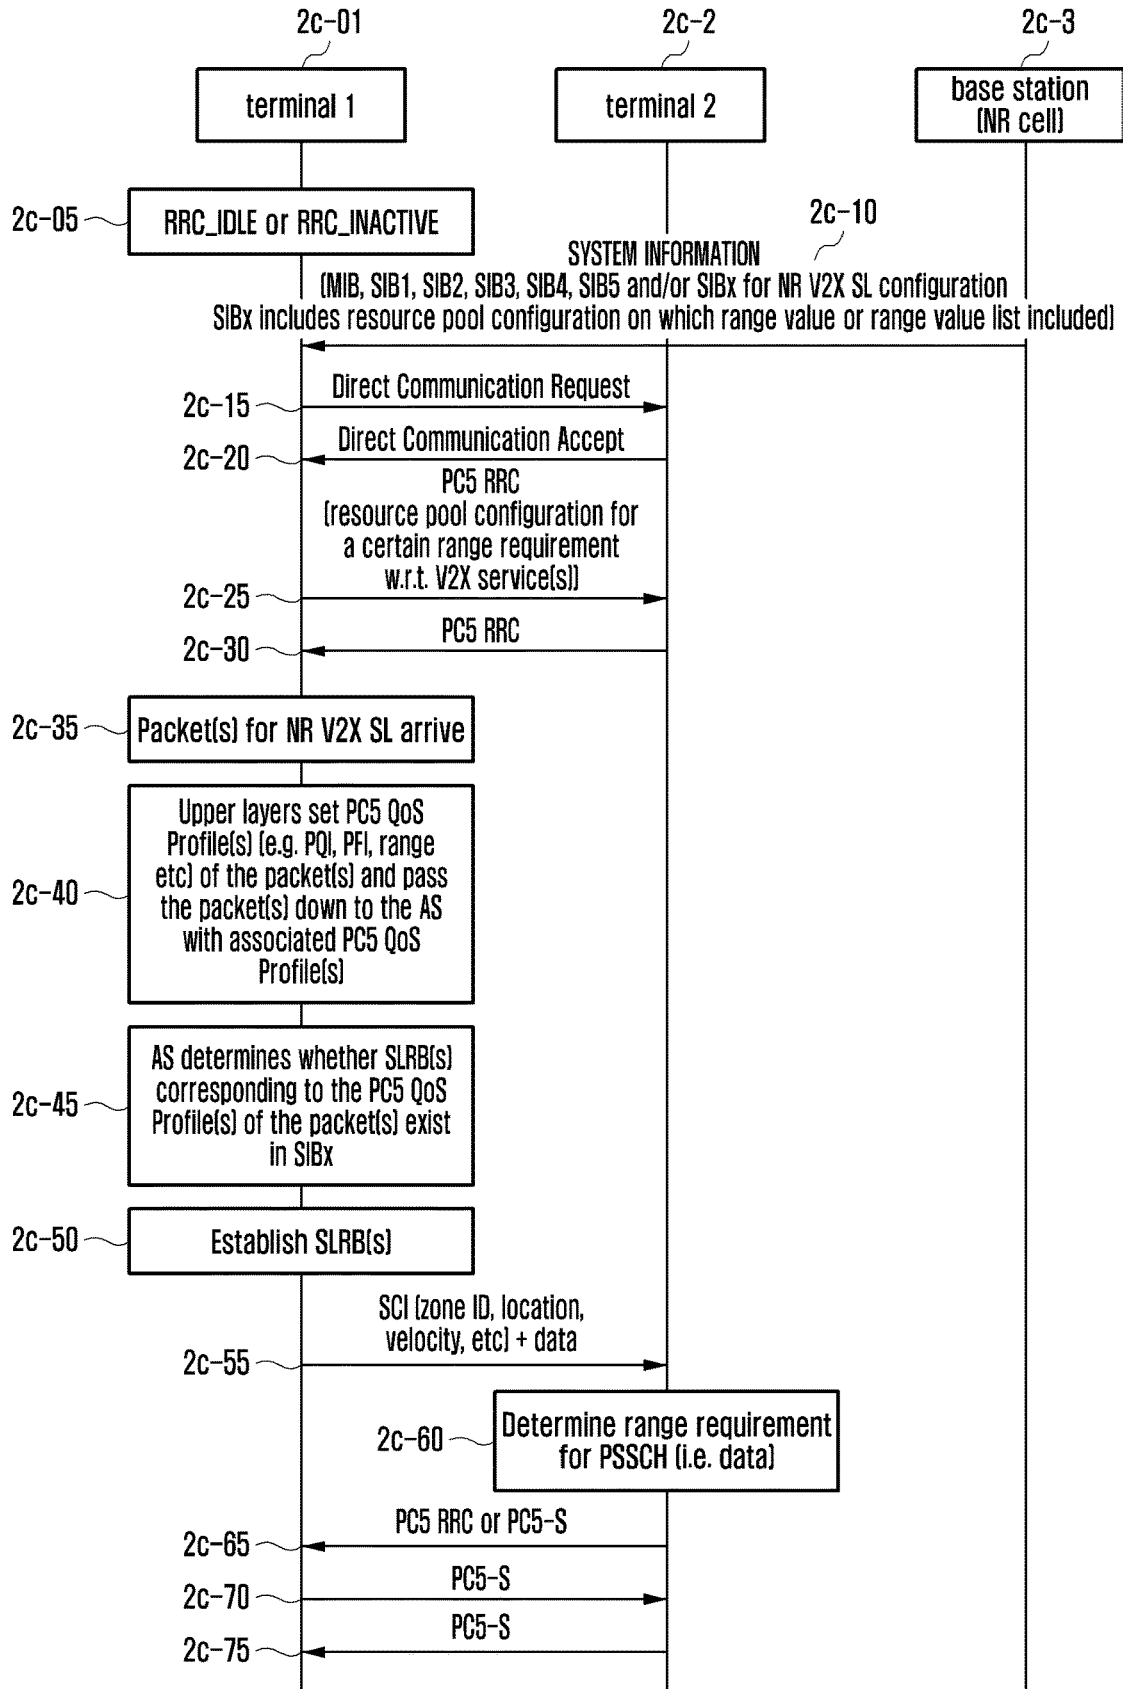 2c-01
2c-2
2c-3
terminal 1
terminal 2
base station
(NR cell)
2c-05
RRC_IDLE or RRC_INACTIVE
2c-10
SYSTEM INFORMATION
(MIB, SIB1, SIB2, SIB3, SIB4, SIB5 and/or SIBx for NR V2X SL configuration
SIBx includes resource pool configuration on which range value or range value list included)
2c-15
Direct Communication Request
2c-20
Direct Communication Accept
PC5 RRC
(resource pool configuration for
a certain range requirement
w.r.t. V2X service(s))
2c-25
PC5 RRC
2c-30
2c-35
Packet(s) for NR V2X SL arrive
2c-40
Upper layers set PC5 QoS
Profile(s) (e.g. PQI, PFI, range
etc) of the packet(s) and pass
the packet(s) down to the AS
with associated PC5 QoS
Profile(s)
2c-45
AS determines whether SLRB(s)
corresponding to the PC5 QoS
Profile(s) of the packet(s) exist
in SIBx
2c-50
Establish SLRB(s)
SCI (zone ID, location,
velocity, etc) + data
2c-55
2c-60
Determine range requirement
for PSSCH (i.e. data)
PC5 RRC or PC5-S
2c-65
PC5-S
2c-70
PC5-S
2c-75